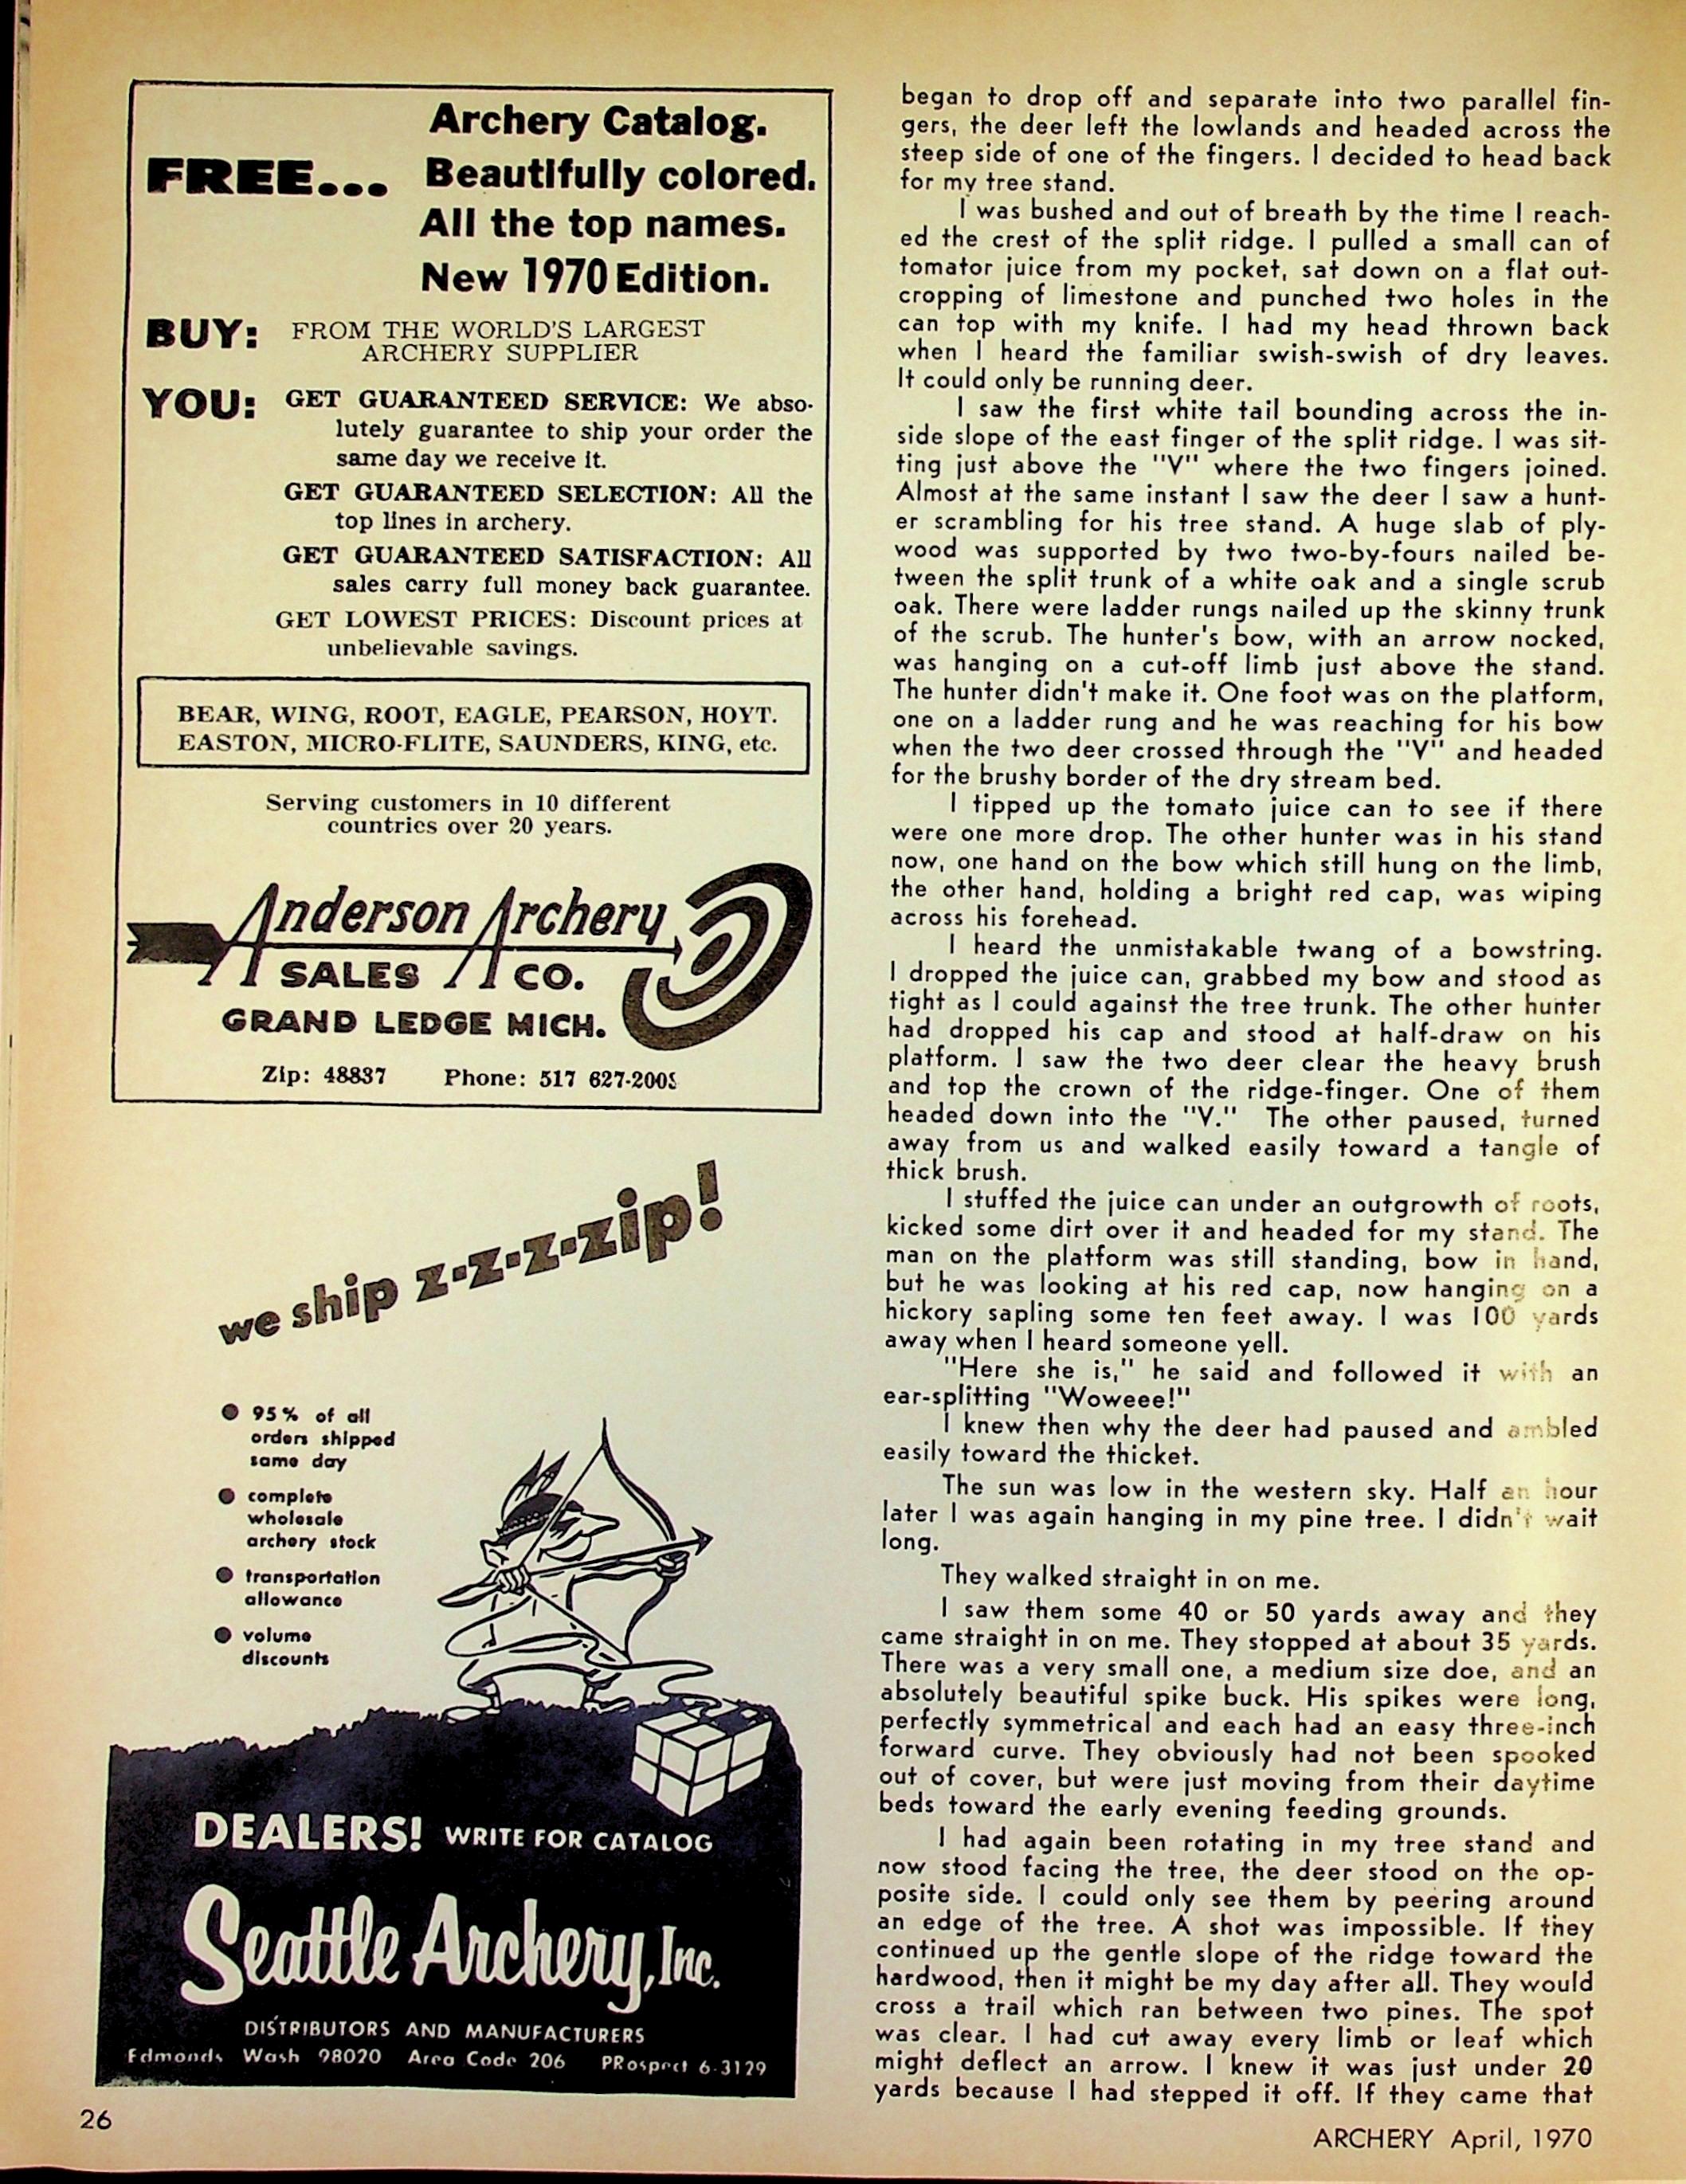 FREE...
Archery Catalog.
Beautifully colored.
All the top names.
New 1970 Edition.
BUY: FROM THE WORLD'S LARGEST
ARCHERY SUPPLIER
YOU: GET GUARANTEED SERVICE: We abso-
lutely guarantee to ship your order the
same day we receive it.
GET GUARANTEED SELECTION: All the
top lines in archery.
GET GUARANTEED SATISFACTION: All
sales carry full money back guarantee.
GET LOWEST PRICES: Discount prices at
unbelievable savings.
BEAR, WING, ROOT, EAGLE, PEARSON, HOYT.
EASTON, MICRO-FLITE, SAUNDERS, KING, etc.
Serving customers in 10 different
countries over 20 years.
Anderson Archery
SALES CO.
GRAND LEDGE MICH.
Zip: 48837 Phone: 517
we ship z-z-z-zip!
95% of all
orders shipped
same day
complete
wholesale
archery stock
transportation
allowance
volume
discounts
DEALERS! WRITE FOR CATALOG
Seattle Archery, Inc.
DISTRIBUTORS AND MANUFACTURERS
Edmonds Wash 98020 Area Code 206 PRospect 6-3129
26
began to drop off and separate into two parallel fin-
gers, the deer left the lowlands and headed across the
steep side of one of the fingers. I decided to head back
for my tree stand.
I was bushed and out of breath by the time I reach-
ed the crest of the split ridge. I pulled a small can of
tomator juice from my pocket, sat down on a flat out-
cropping of limestone and punched two holes in the
can top with my knife. I had my head thrown back
when I heard the familiar swish-swish of dry leaves.
It could only be running deer.
I saw the first white tail bounding across the in-
side slope of the east finger of the split ridge. I was sit-
ting just above the "V" where the two fingers joined.
Almost at the same instant I saw the deer I saw a hunt-
er scrambling for his tree stand. A huge slab of ply-
wood was supported by two two-by-fours nailed be-
tween the split trunk of a white oak and a single scrub
oak. There were ladder rungs nailed up the skinny trunk
of the scrub. The hunter's bow, with an arrow nocked,
was hanging on a cut-off limb just above the stand.
The hunter didn't make it. One foot was on the platform,
one on a ladder rung and he was reaching for his bow
when the two deer crossed through the "V" and headed
for the brushy border of the dry stream bed.
I tipped up the tomato juice can to see if there
were one more drop. The other hunter was in his stand
now, one hand on the bow which still hung on the limb,
the other hand, holding a bright red cap, was wiping
across his forehead.
I heard the unmistakable twang of a bowstring.
I dropped the juice can, grabbed my bow and stood as
tight as I could against the tree trunk. The other hunter
had dropped his cap and stood at half-draw on his
platform. I saw the two deer clear the heavy brush
and top the crown of the ridge-finger. One of them
headed down into the "V." The other paused, turned
away from us and walked easily toward a tangle of
thick brush.
I stuffed the juice can under an outgrowth of roots,
kicked some dirt over it and headed for my stand. The
man on the platform was still standing, bow in hand,
but he was looking at his red cap, now hanging on a
hickory sapling some ten feet away. I was 100 yards
away when I heard someone yell.
"Here she is," he said and followed it with an
ear-splitting "Woweee!"
I knew then why the deer had paused and ambled
easily toward the thicket.
The sun was low in the western sky. Half an hour
later I was again hanging in my pine tree. I didn't wait
long.
They walked straight in on me.
I saw them some 40 or 50 yards away and they
came straight in on me. They stopped at about 35 yards.
There was a very small one, a medium size doe, and an
absolutely beautiful spike buck. His spikes were long,
perfectly symmetrical and each had an easy three-inch
forward curve. They obviously had not been spooked
out of cover, but were just moving from their daytime
beds toward the early evening feeding grounds.
I had again been rotating in my tree stand and
now stood facing the tree, the deer stood on the op-
posite side. I could only see them by peering around
an edge of the tree. A shot was impossible. If they
continued up the gentle slope of the ridge toward the
hardwood, then it might be my day after all. They would
cross a trail which ran between two pines. The spot
was clear. I had cut away every limb or leaf which
might deflect an arrow. I knew it was just under 20
yards because I had stepped it off. If they came that
ARCHERY April, 1970